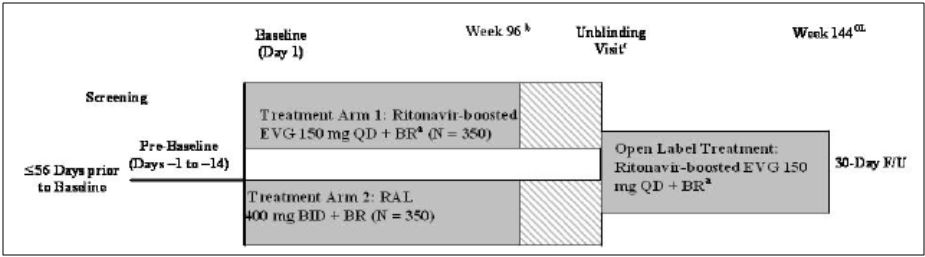 Baseline
(Day 1)
Week 96 b
Unblinding
Visit c
Week 144 OL
Screening
Treatment Arm 1: Ritonavir-boosted
EVG 150 mg QD + BR a (N = 350)
Pre-Baseline
(Days –1 to –14)
≤56 Days prior
to Baseline
Open Label Treatment:
Ritonavir-boosted EVG 150
mg QD + BR a
30-Day F/U
Treatment Arm 2: RAL
400 mg BID + BR (N = 350)